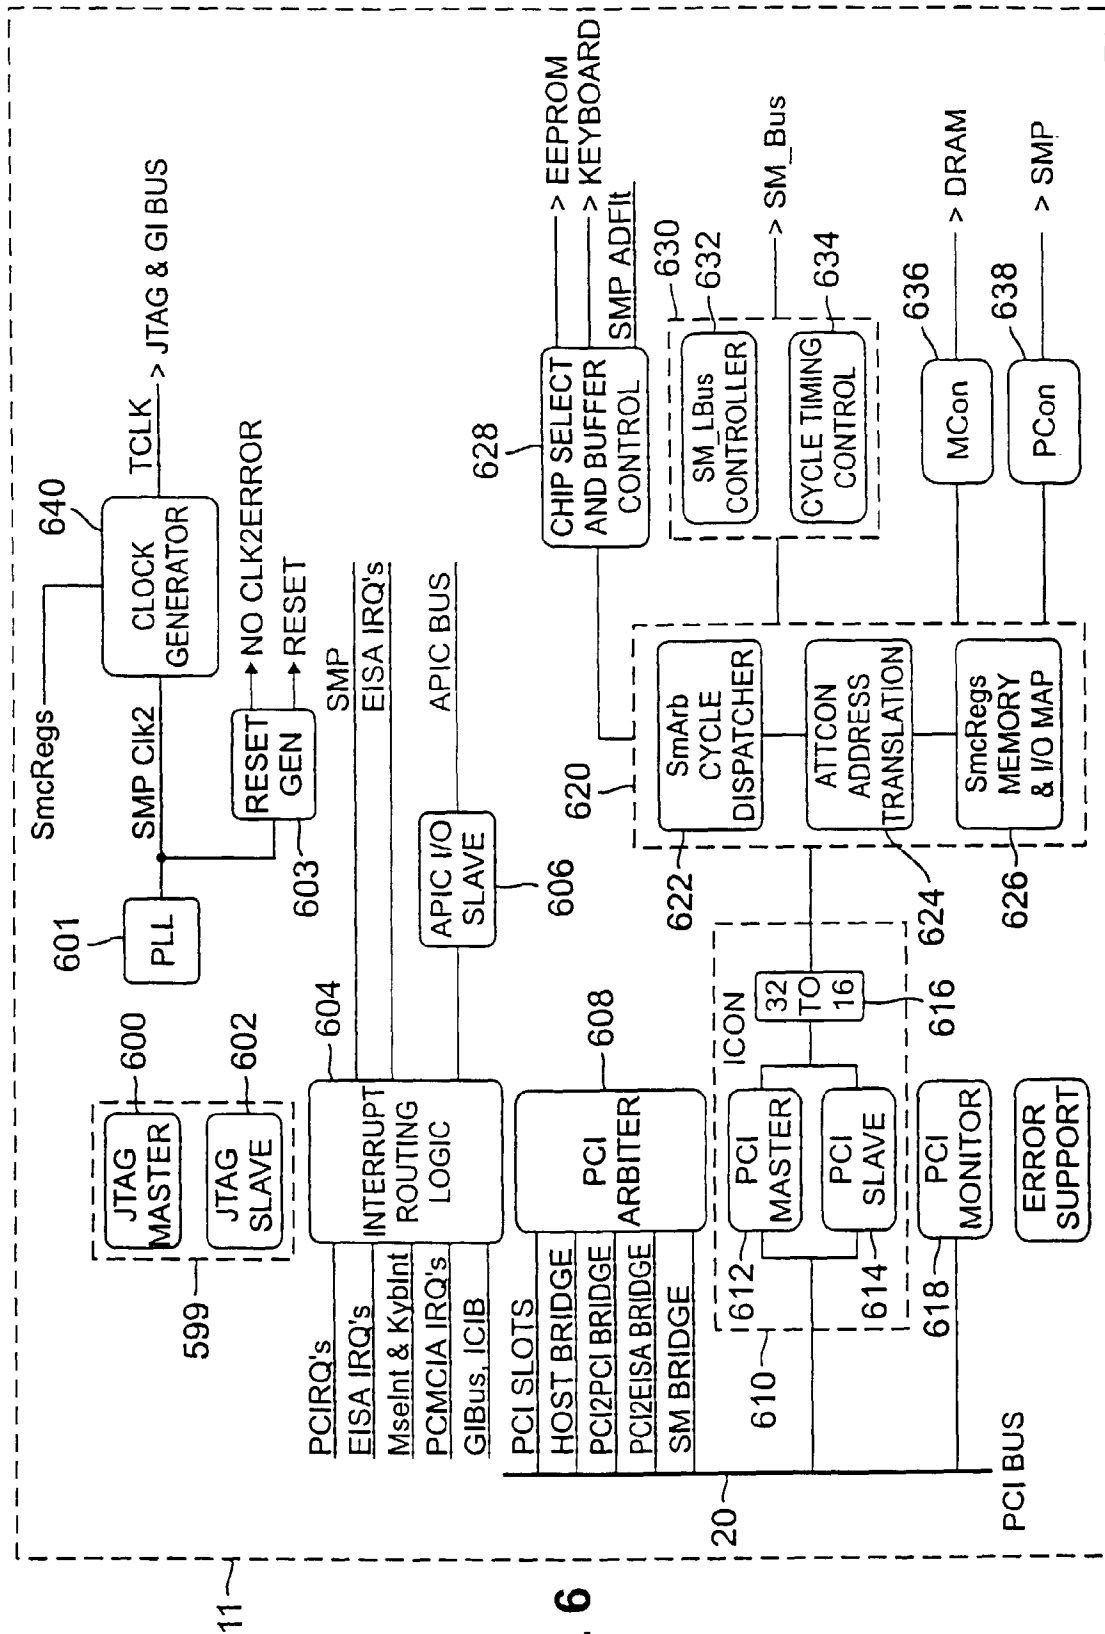 11
599
JTAG
MASTER
600
JTAG
SLAVE
602
601
PLL
SmcRegs
SMP Clk2
640
CLOCK
GENERATOR
TCLK
> JTAG & GI BUS
603
RESET
GEN
NO CLK2ERROR
RESET
PCIRQ's
EISA IRQ's
MseInt & KybInt
PCMCIA IRQ's
GIBus, ICIB
604
INTERRUPT
ROUTING
LOGIC
SMP
EISA IRQ's
APIC I/O
SLAVE
606
APIC BUS
PCI SLOTS
HOST BRIDGE
PCI2PCI BRIDGE
PCI2EISA BRIDGE
SM BRIDGE
608
PCI
ARBITER
20
PCI BUS
610
ICON
612
PCI
MASTER
614
PCI
SLAVE
32
TO
16
616
618
PCI
MONITOR
ERROR
SUPPORT
620
622
SmArb
CYCLE
DISPATCHER
624
ATTCON
ADDRESS
TRANSLATION
626
SmcRegs
MEMORY
& I/O MAP
628
CHIP SELECT
AND BUFFER
CONTROL
> EEPROM
> KEYBOARD
SMP ADFlt
630
SM_LBus
CONTROLLER
632
CYCLE TIMING
CONTROL
634
> SM_Bus
636
MCon
> DRAM
638
PCon
> SMP
6